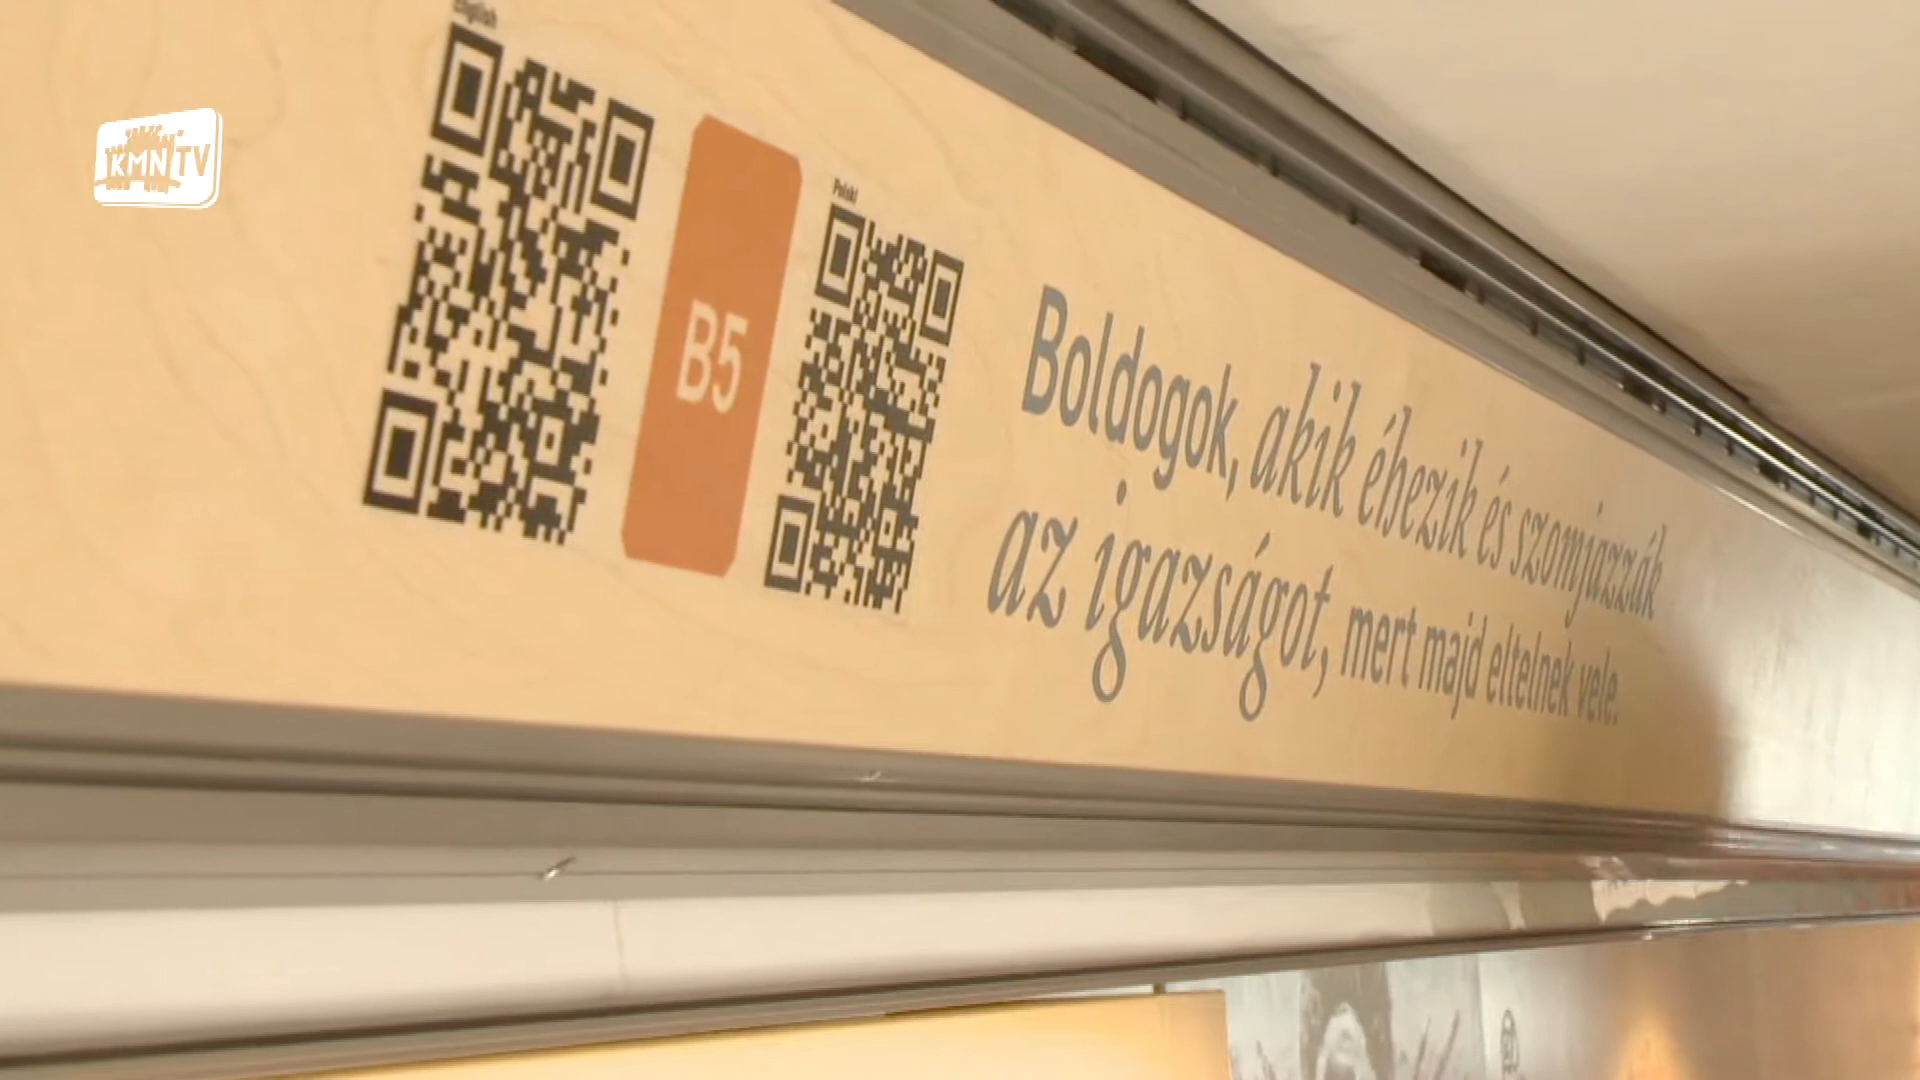 KMN TV
English
B5
Polski
Boldogok, akik éhezik és szomjazzák
az igazságot, mert majd eltelnek vele.